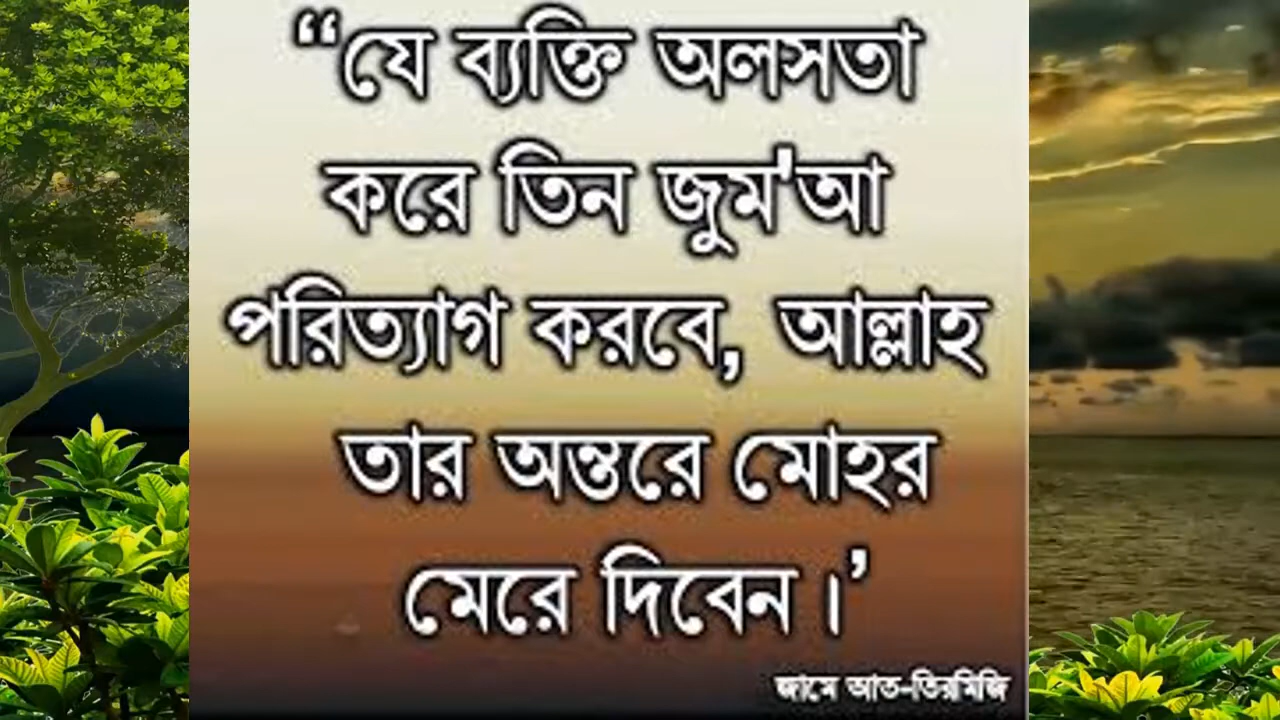 “যে ব্যক্তি অলসতা
করে তিন জুম'আ
পরিত্যাগ করবে, আল্লাহ
তার অন্তরে মোহর
মেরে দিবেন।’
জামে আত-তিরমিজি